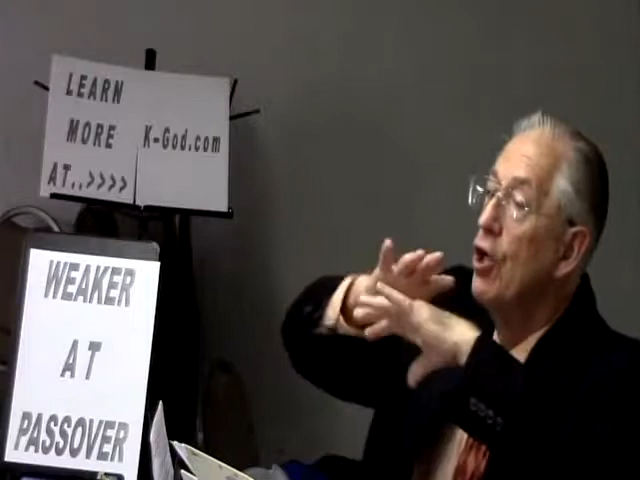 LEARN
MORE
AT..>>>>
K-God.com
WEAKER
AT
PASSOVER